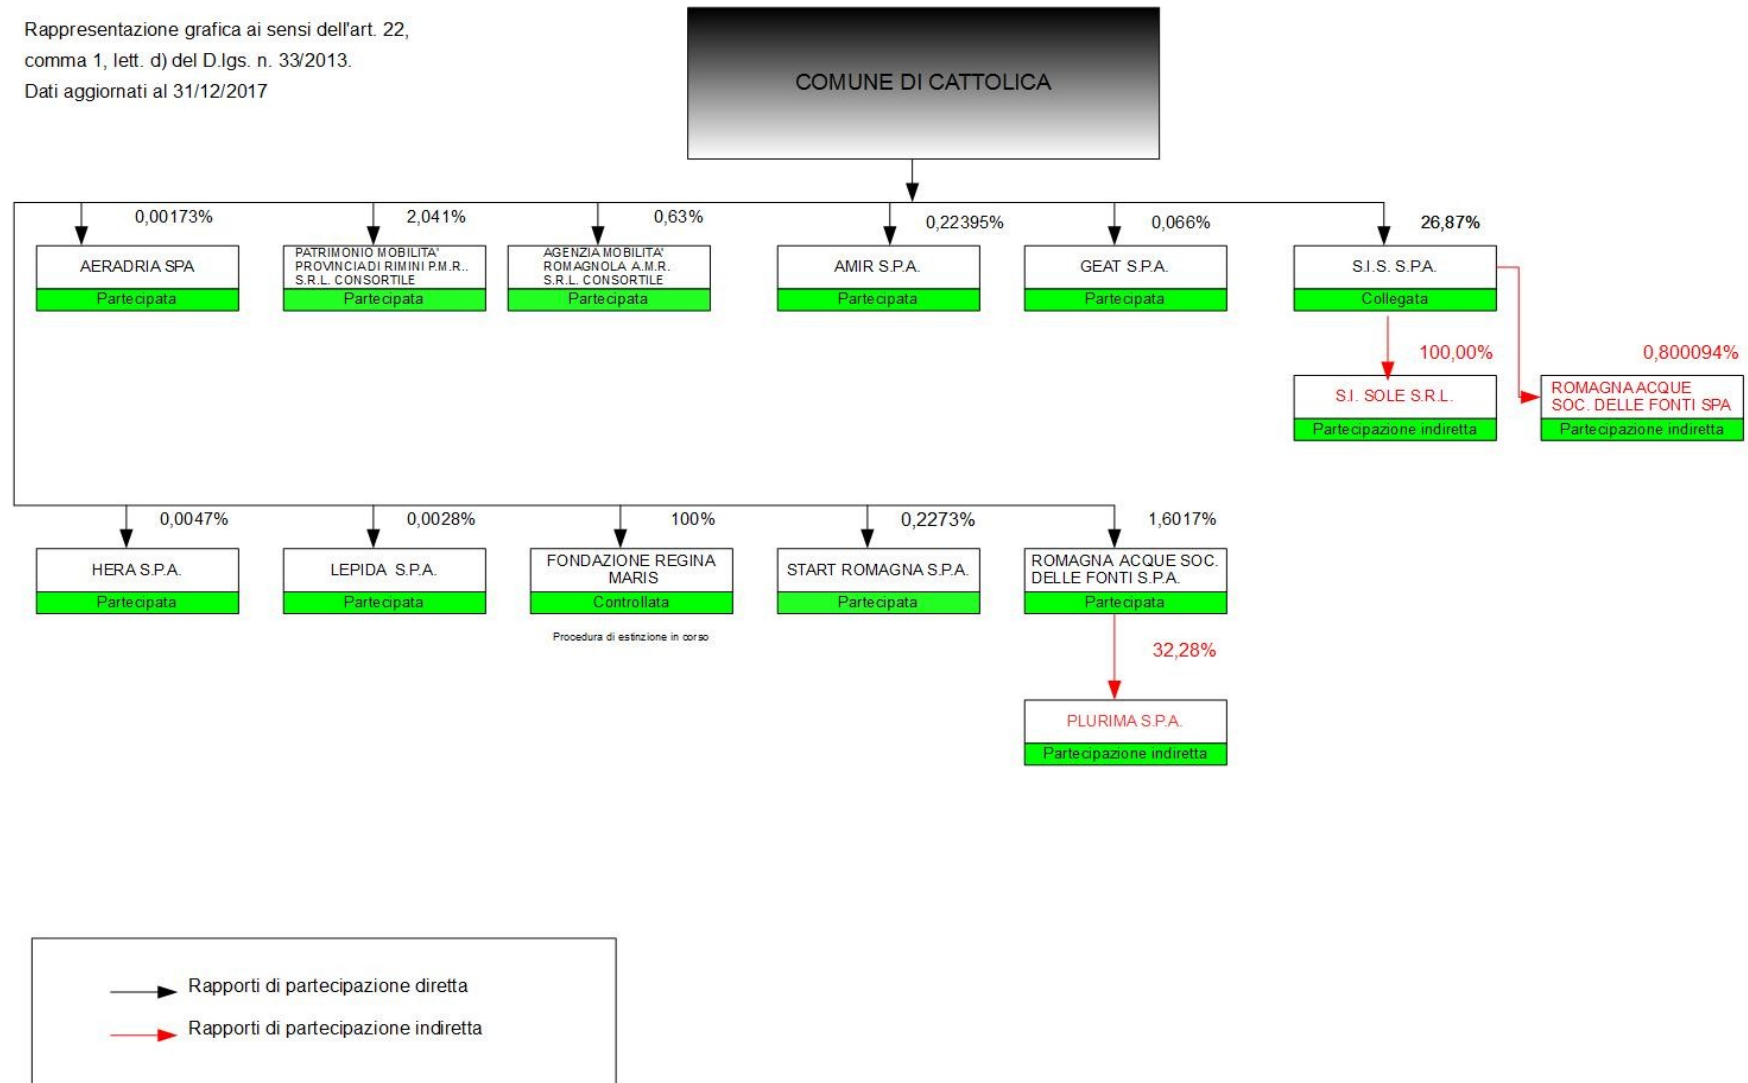 Rappresentazione grafica ai sensi dell'art. 22,
comma 1, lett. d) del D.lgs. n. 33/2013.
Dati aggiornati al 31/12/2017
COMUNE DI CATTOLICA
0,00173%
AERADRIA SPA
Partecipata
2,041%
PATRIMONIO MOBILITA'
PROVINCIA DI RIMINI P.M.R..
S.R.L. CONSORTILE
Partecipata
0,63%
AGENZIA MOBILITA'
ROMAGNOLA A.M.R.
S.R.L. CONSORTILE
Partecipata
0,22395%
AMIR S.P.A.
Partecipata
0,066%
GEAT S.P.A.
Partecipata
26,87%
S.I.S. S.P.A.
Collegata
100,00%
S.I. SOLE S.R.L.
Partecipazione indiretta
0,800094%
ROMAGNA ACQUE
SOC. DELLE FONTI SPA
Partecipazione indiretta
0,0047%
HERA S.P.A.
Partecipata
0,0028%
LEPIDA S.P.A.
Partecipata
100%
FONDAZIONE REGINA
MARIS
Controllata
Procedura di estinzione in corso
0,2273%
START ROMAGNA S.P.A.
Partecipata
1,6017%
ROMAGNA ACQUE SOC.
DELLE FONTI S.P.A.
Partecipata
32,28%
PLURIMA S.P.A.
Partecipazione indiretta
Rapporti di partecipazione diretta
Rapporti di partecipazione indiretta